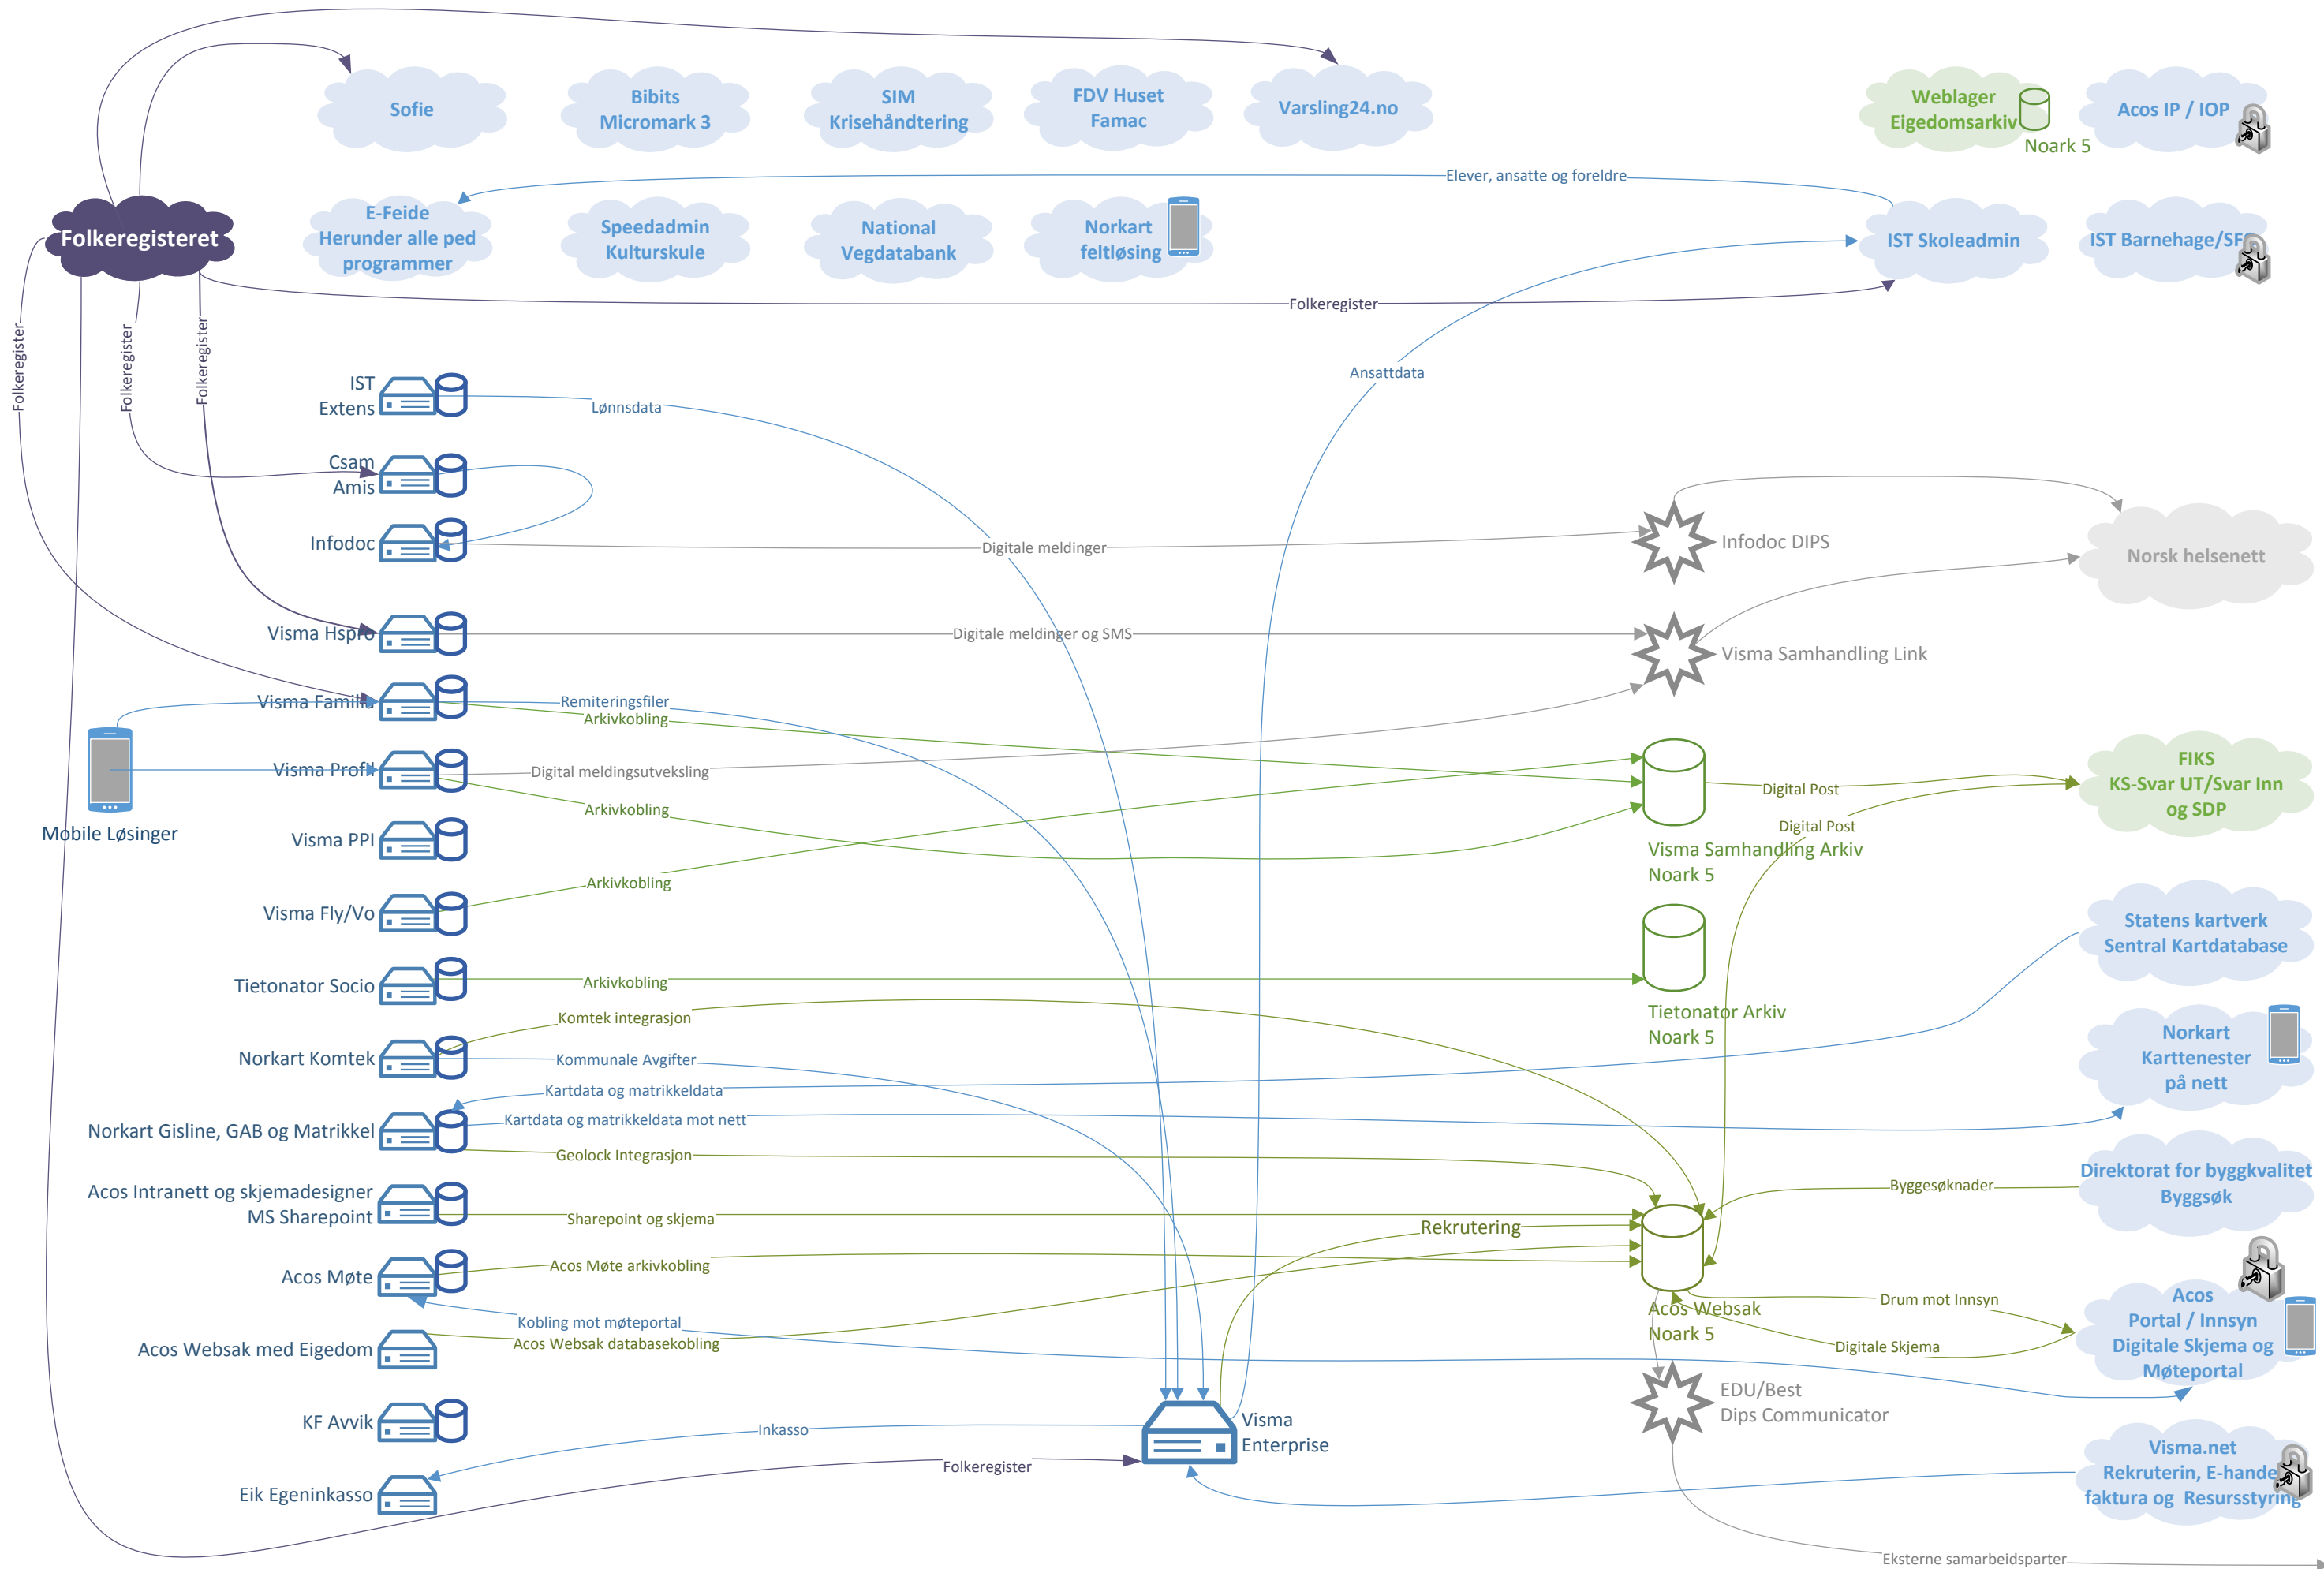 Sofie
Bibits
Micromark 3
SIM
Krisehåndtering
FDV Huset
Famac
Varsling24.no
Weblager
Eigedomsarkiv
Noark 5
Acos IP / IOP
Elever, ansatte og foreldre
Folkeregisteret
E-Feide
Herunder alle ped
programmer
Speedadmin
Kulturskule
National
Vegdatabank
Norkart
feltløsing
IST Skoleadmin
IST Barnehage/SFO
Folkeregister
Folkeregister
Folkeregister
Folkeregister
Ansattdata
IST
Extens
Lønnsdata
Csam
Amis
Infodoc
Digitale meldinger
Infodoc DIPS
Norsk helsenett
Visma Hspro
Digitale meldinger og SMS
Visma Samhandling Link
Visma Familia
Remiteringsfiler
Arkivkobling
Visma Profil
Digital meldingsutveksling
Arkivkobling
Mobile Løsinger
Digital Post
Digital Post
FIKS
KS-Svar UT/Svar Inn
og SDP
Visma PPI
Visma Samhandling Arkiv
Noark 5
Arkivkobling
Visma Fly/Vo
Statens kartverk
Sentral Kartdatabase
Tietonator Socio
Arkivkobling
Tietonator Arkiv
Noark 5
Komtek integrasjon
Norkart Komtek
Kommunale Avgifter
Norkart
Karttenester
på nett
Kartdata og matrikkeldata
Kartdata og matrikkeldata mot nett
Norkart Gisline, GAB og Matrikkel
Geolock Integrasjon
Direktorat for byggkvalitet
Byggsøk
Byggesøknader
Acos Intranett og skjemadesigner
MS Sharepoint
Sharepoint og skjema
Rekrutering
Acos Møte
Acos Møte arkivkobling
Acos Websak
Noark 5
Drum mot Innsyn
Digitale Skjema
Acos
Portal / Innsyn
Digitale Skjema og
Møteportal
Kobling mot møteportal
Acos Websak databasekobling
Acos Websak med Eigedom
EDU/Best
Dips Communicator
KF Avvik
Inkasso
Visma
Enterprise
Visma.net
Rekruterin, E-handel
faktura og Resursstyring
Folkeregister
Eik Egeninkasso
Eksterne samarbeidsparter